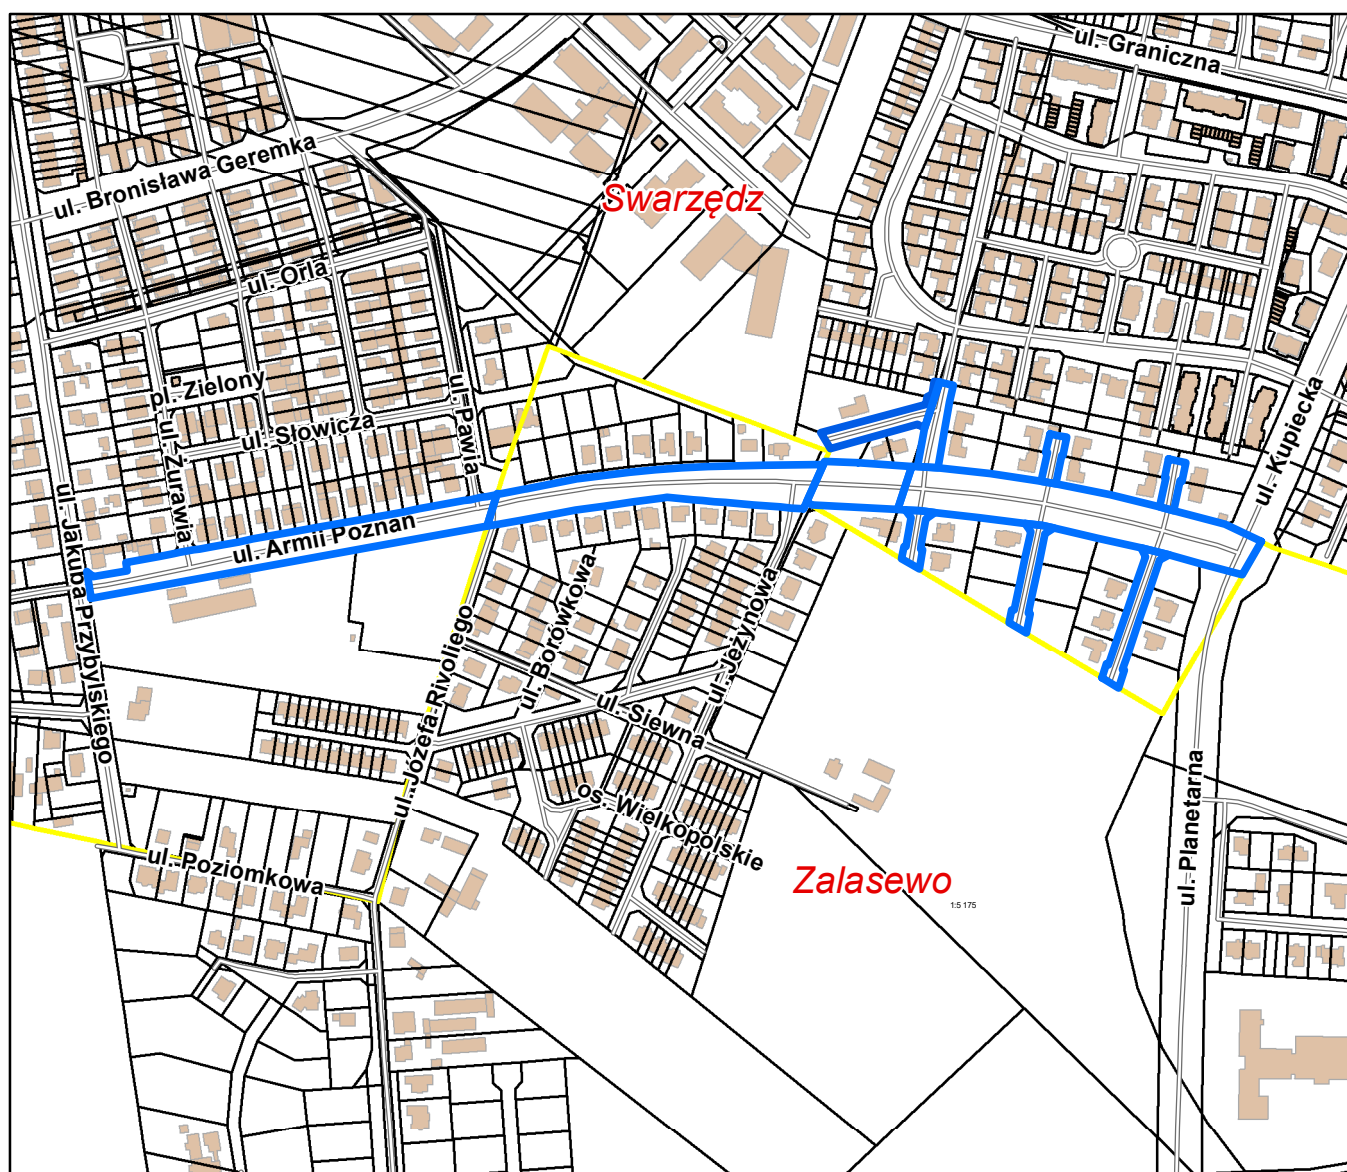 ul. Graniczna
ul. Bronisława Geremka
Swarzędz
ul. Orla
pl. Zielony
ul. Pawia
ul. Kupiecka
ul. Słowicza
ul. Żurawia
ul. Armii Poznań
ul. Jakuba Przybylskiego
ul. Borówkowa
ul. Jeżynowa
ul. Józefa Rivoliego
ul. Siewna
os. Wielkopolskie
ul. Planetarna
ul. Poziomkowa
Zalasewo
1:5 175